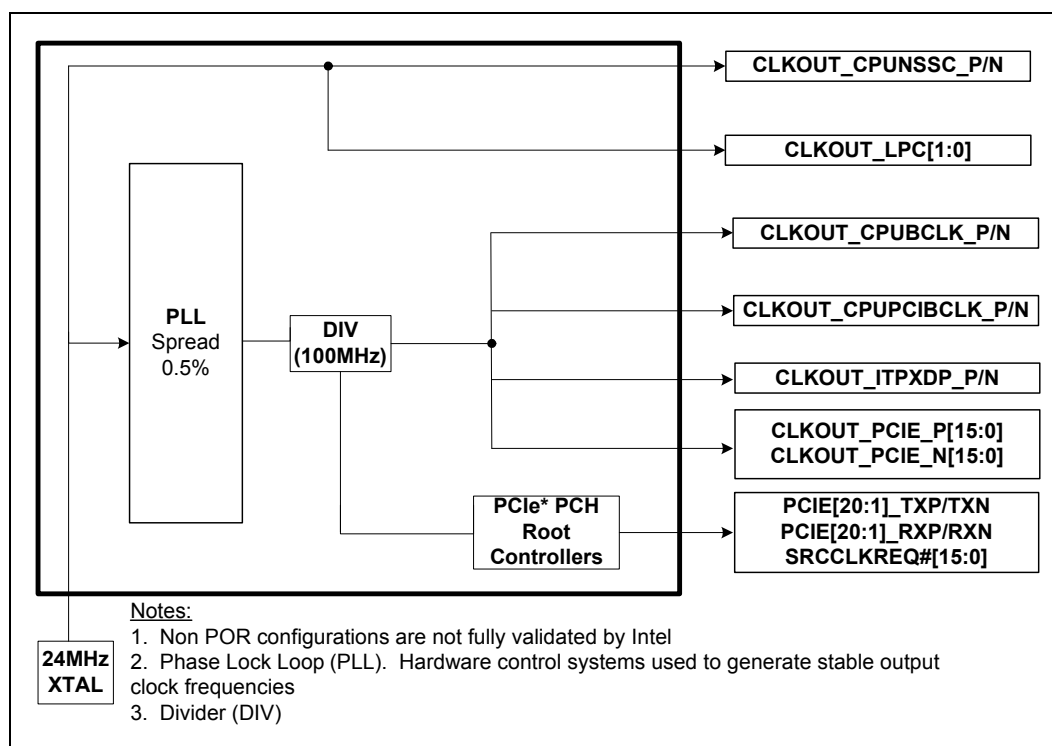 CLKOUT_CPUNSSC_P/N
CLKOUT_LPC[1:0]
CLKOUT_CPUBCLK_P/N
PLL
Spread
0.5%
DIV
(100MHz)
CLKOUT_CPUPCIBCLK_P/N
CLKOUT_ITPXDP_P/N
CLKOUT_PCIE_P[15:0]
CLKOUT_PCIE_N[15:0]
PCIe* PCH
Root
Controllers
PCIE[20:1]_TXP/TXN
PCIE[20:1]_RXP/RXN
SRCCLKREQ#[15:0]
24MHz
XTAL
Notes:
1. Non POR configurations are not fully validated by Intel
2. Phase Lock Loop (PLL). Hardware control systems used to generate stable output
clock frequencies
3. Divider (DIV)